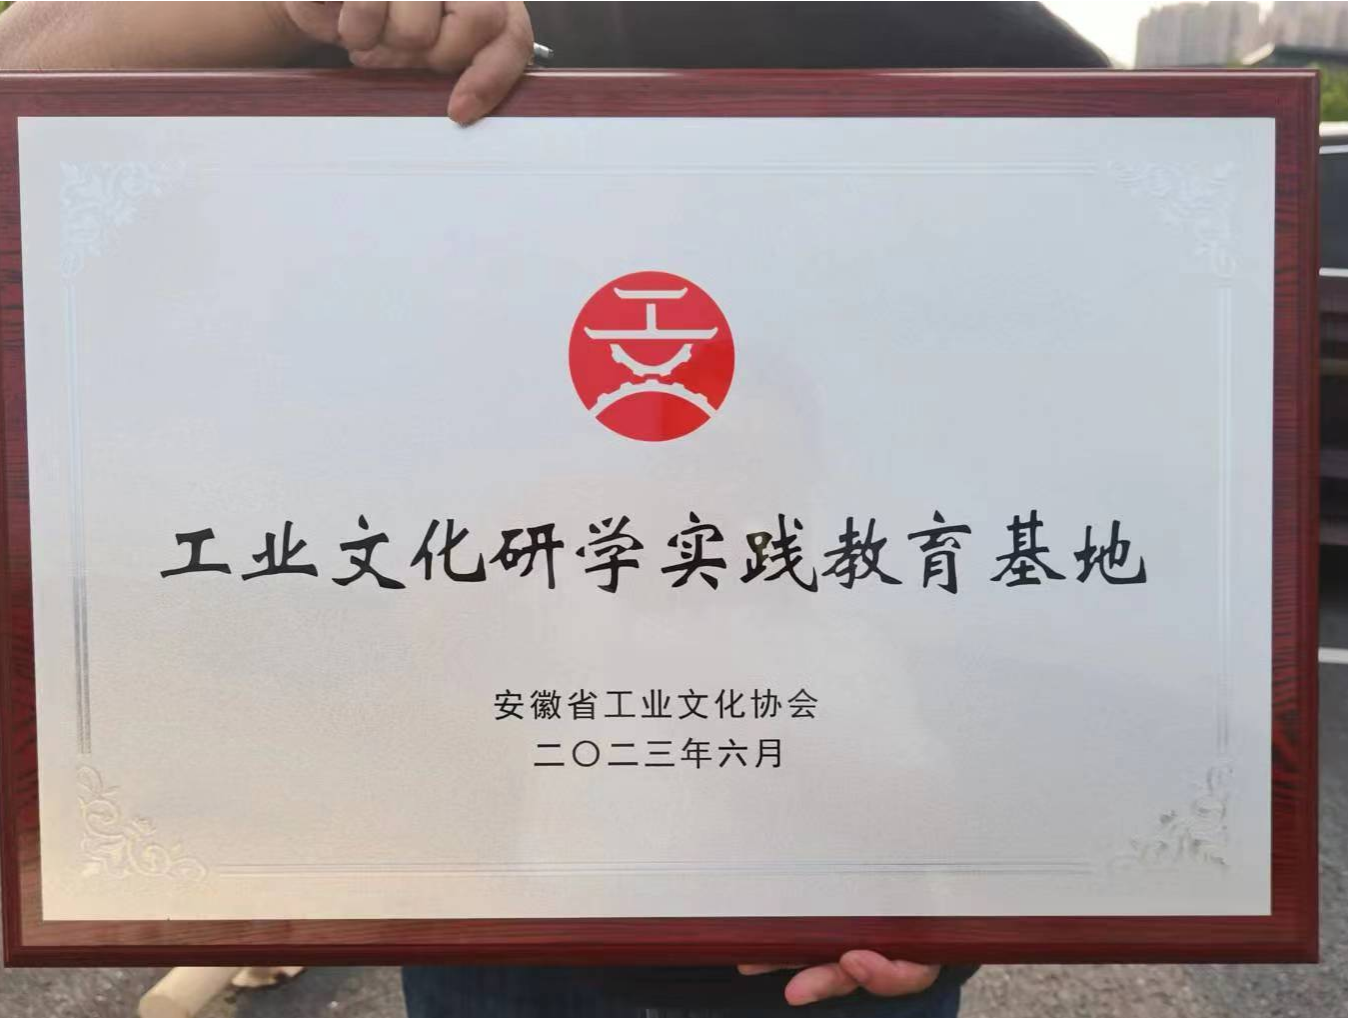 工业文化研学实践教育基地
安徽省工业文化协会
二〇二三年六月